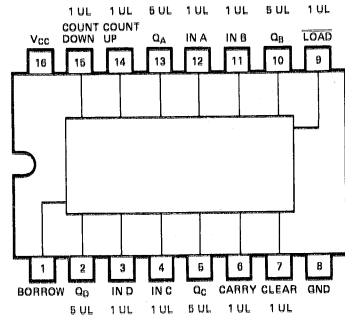 1 UL 1 UL 5 UL 1 UL 1 UL 5 UL 1 UL
COUNT COUNT
VCC DOWN UP QA IN A IN B QB LOAD
16 15 14 13 12 11 10 9
1 2 3 4 5 6 7 8
BORROW QD IN D IN C QC CARRY CLEAR GND
5 UL 1 UL 1 UL 5 UL 1 UL 1 UL